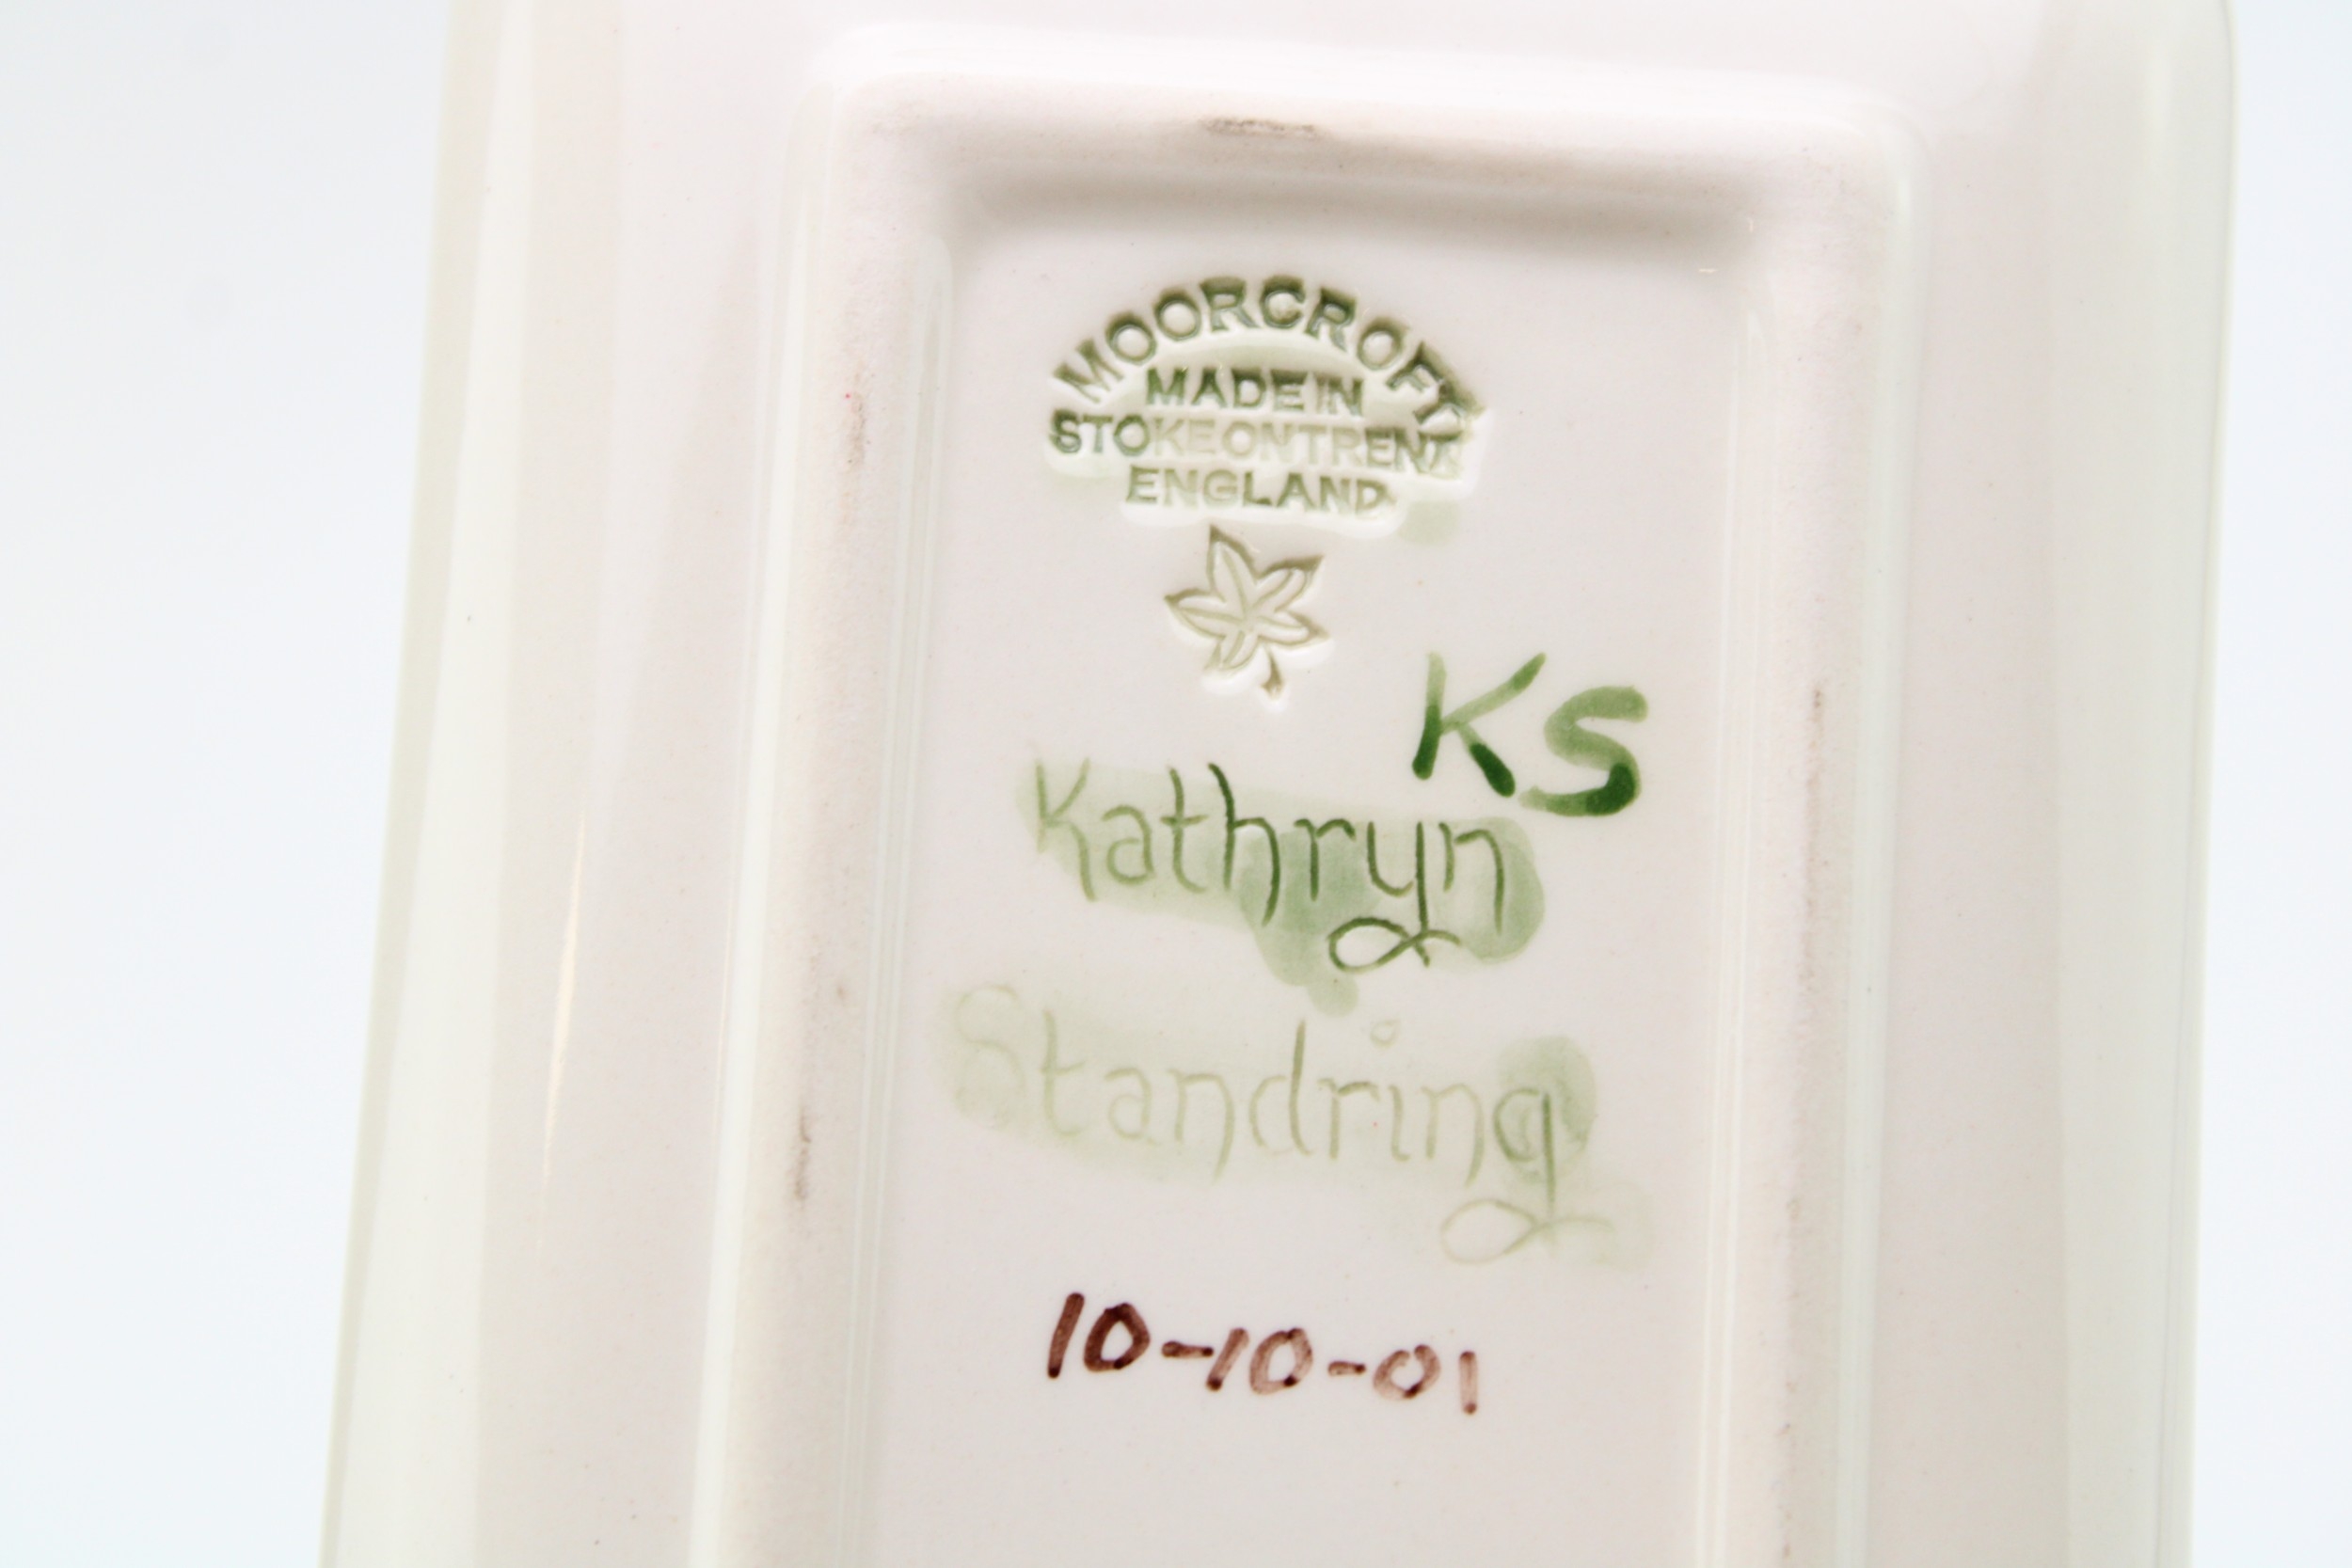 MOORCROFT
MADE IN
STOKE ON TRENT
ENGLAND
KS
Kathryn
Standring
10-10-01